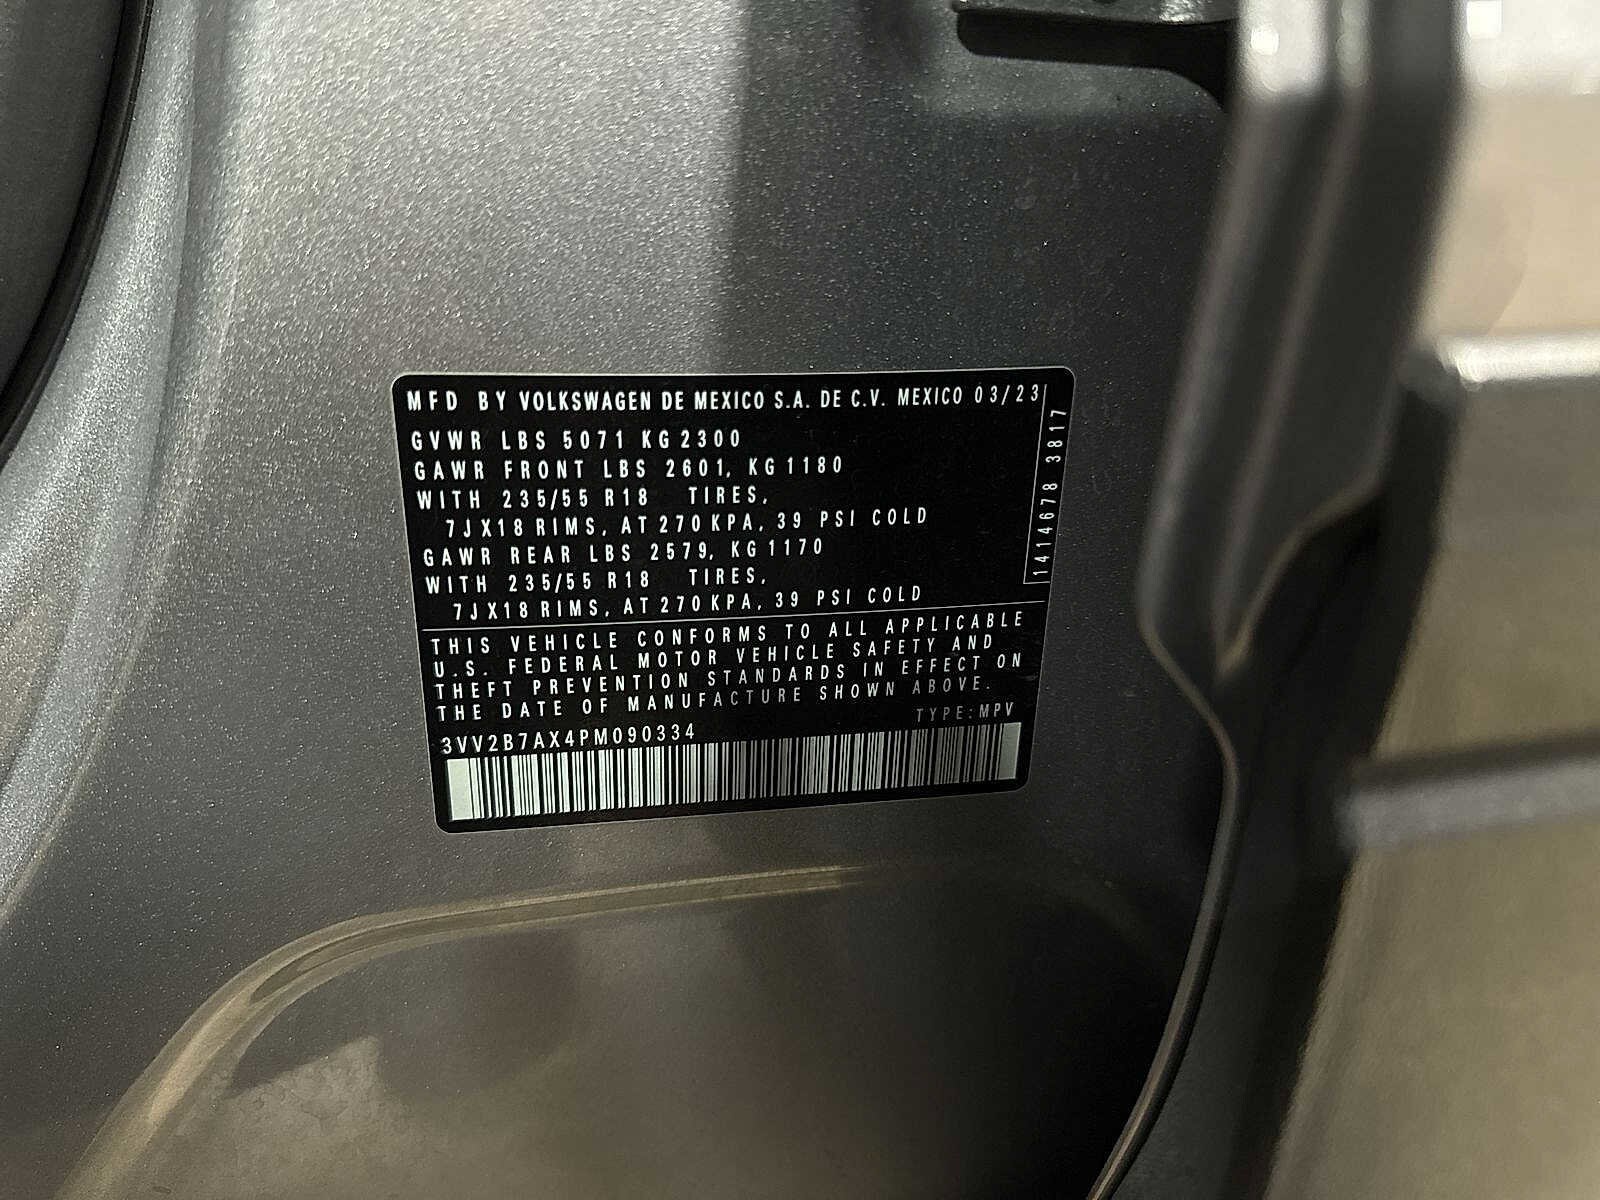 MFD BY VOLKSWAGEN DE MEXICO S.A. DE C.V. MEXICO 03/23
GVWR LBS 5071 KG 2300
GAWR FRONT LBS 2601, KG 1180
WITH 235/55 R18 TIRES,
7JX18 RIMS, AT 270 KPA, 39 PSI COLD
GAWR REAR LBS 2579, KG 1170
WITH 235/55 R18 TIRES,
7JX18 RIMS, AT 270 KPA, 39 PSI COLD
1414678 3817
THIS VEHICLE CONFORMS TO ALL APPLICABLE
U.S. FEDERAL MOTOR VEHICLE SAFETY AND
THEFT PREVENTION STANDARDS IN EFFECT ON
THE DATE OF MANUFACTURE SHOWN ABOVE.
TYPE:MPV
3VV2B7AX4PM090334